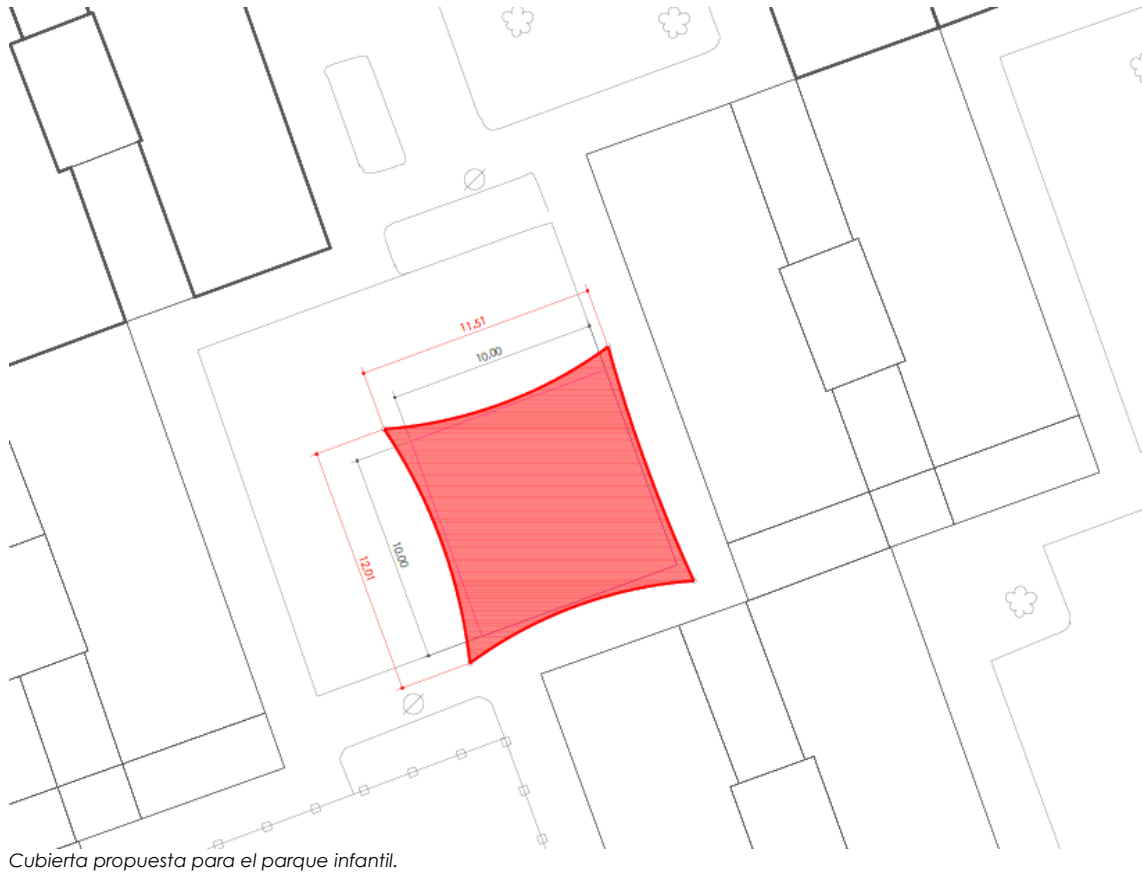 11.51
10.00
10.00
12.01
Cubierta propuesta para el parque infantil.